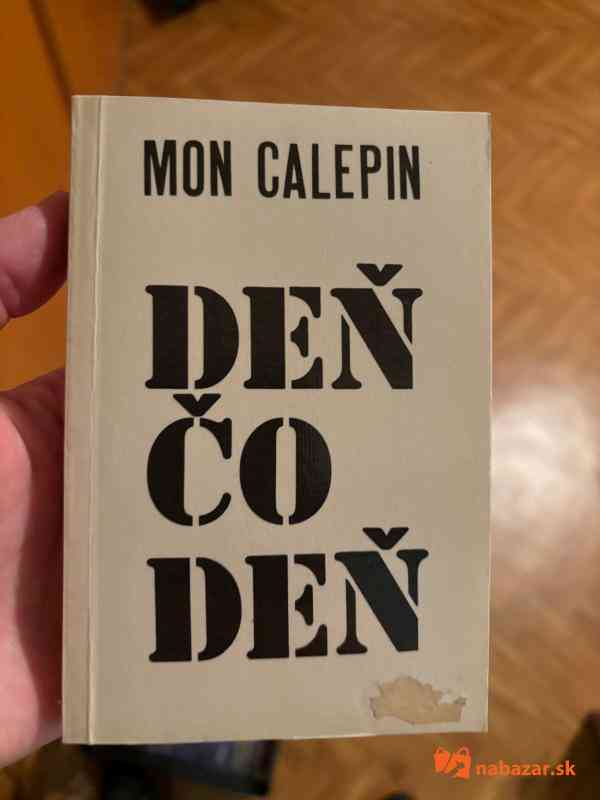 MON CALEPIN
DEŇ
ČO
DEŇ
nabazar.sk